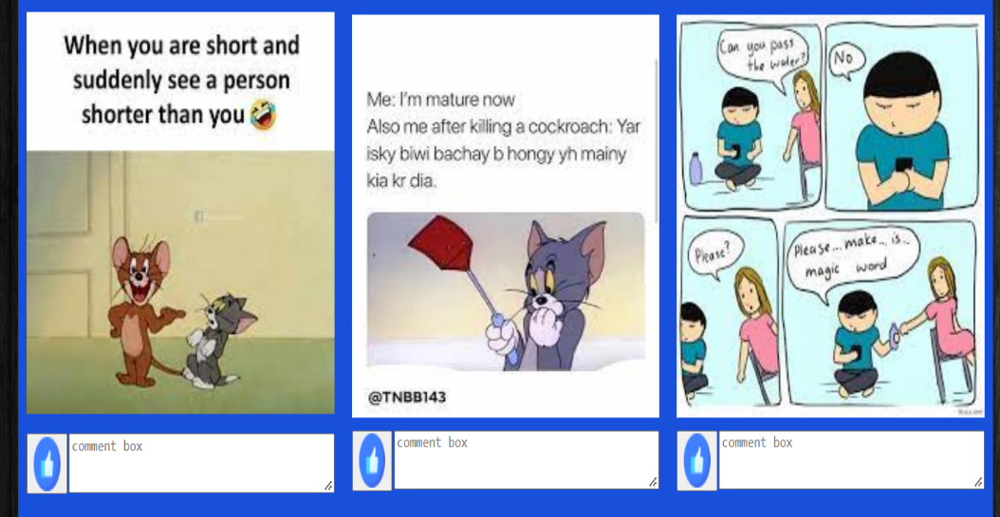 When you are short and
suddenly see a person
shorter than you 🤣
Me: I'm mature now
Also me after killing a cockroach: Yar
isky biwi bachay b hongy yh mainy
kia kr dia.
@TNBB143
Can you pass
the water?
No
Please?
Please... make... is...
magic word
comment box
comment box
comment box